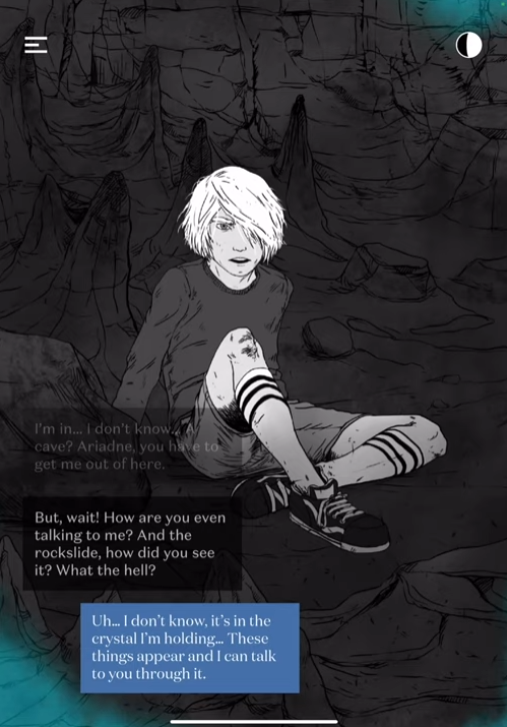 I'm in... I don't know... A
cave? Ariadne, you have to
get me out of here.
But, wait! How are you even
talking to me? And the
rockslide, how did you see
it? What the hell?
Uh... I don't know, it's in the
crystal I'm holding... These
things appear and I can talk
to you through it.